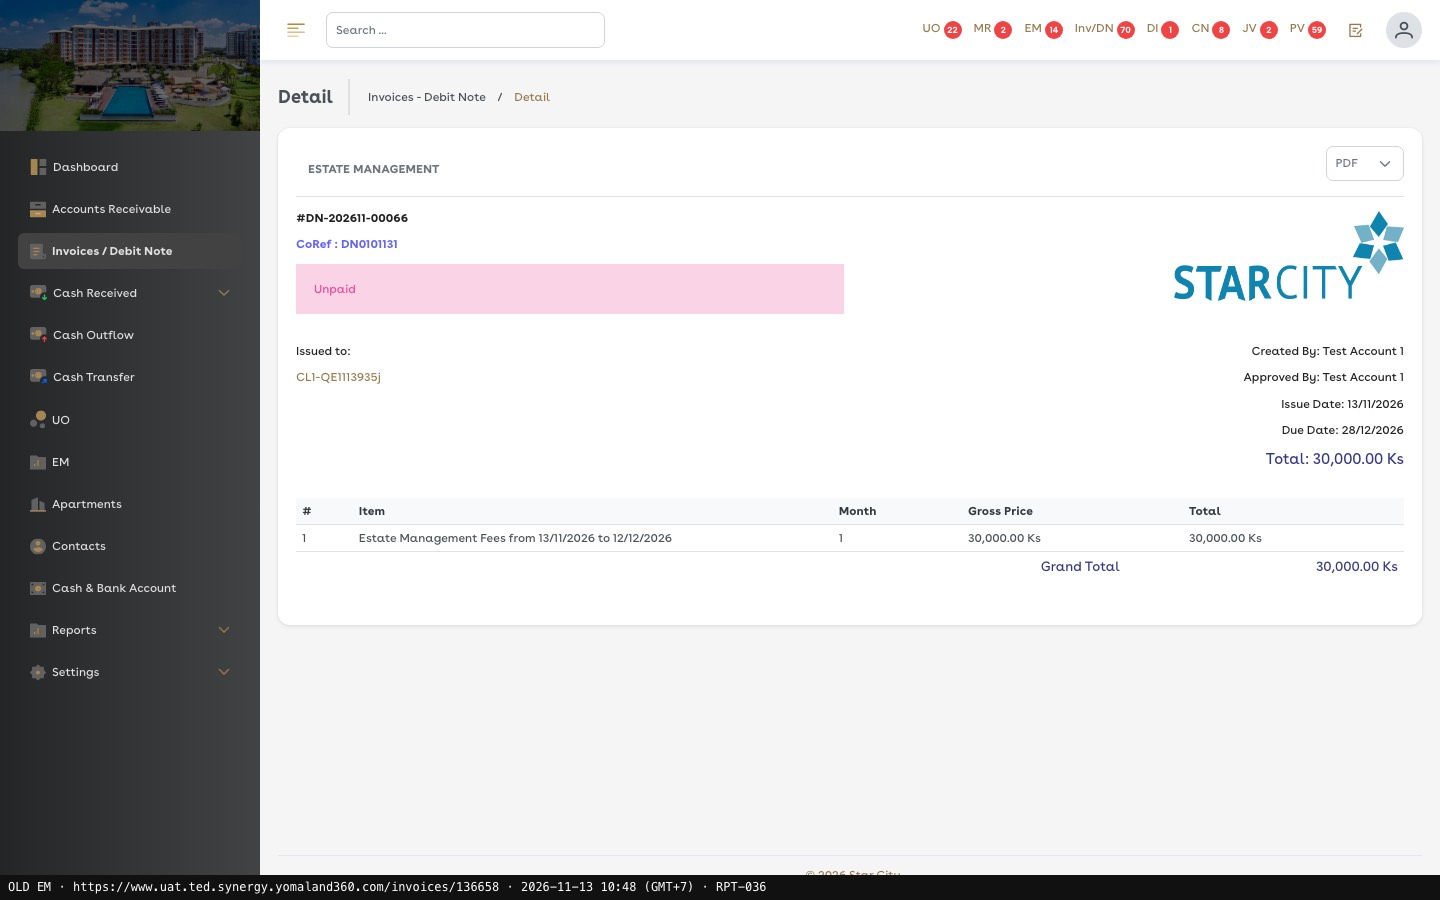 Search ...
UO 22 MR 2 EM 14 Inv/DN 70 DI 1 CN 8 JV 2 PV 59
Dashboard
Accounts Receivable
Invoices / Debit Note
Cash Received
Cash Outflow
Cash Transfer
UO
EM
Apartments
Contacts
Cash & Bank Account
Reports
Settings
Detail
Invoices - Debit Note / Detail
ESTATE MANAGEMENT
PDF
#DN-202611-00066
CoRef : DN0101131
Unpaid
STARCITY
Issued to:
CL1-QE1113935j
Created By: Test Account 1
Approved By: Test Account 1
Issue Date: 13/11/2026
Due Date: 28/12/2026
Total: 30,000.00 Ks
# Item Month Gross Price Total
1 Estate Management Fees from 13/11/2026 to 12/12/2026 1 30,000.00 Ks 30,000.00 Ks
Grand Total 30,000.00 Ks
© 2026 Star City
OLD EM · https://www.uat.ted.synergy.yomaland360.com/invoices/136658 · 2026-11-13 10:48 (GMT+7) · RPT-036